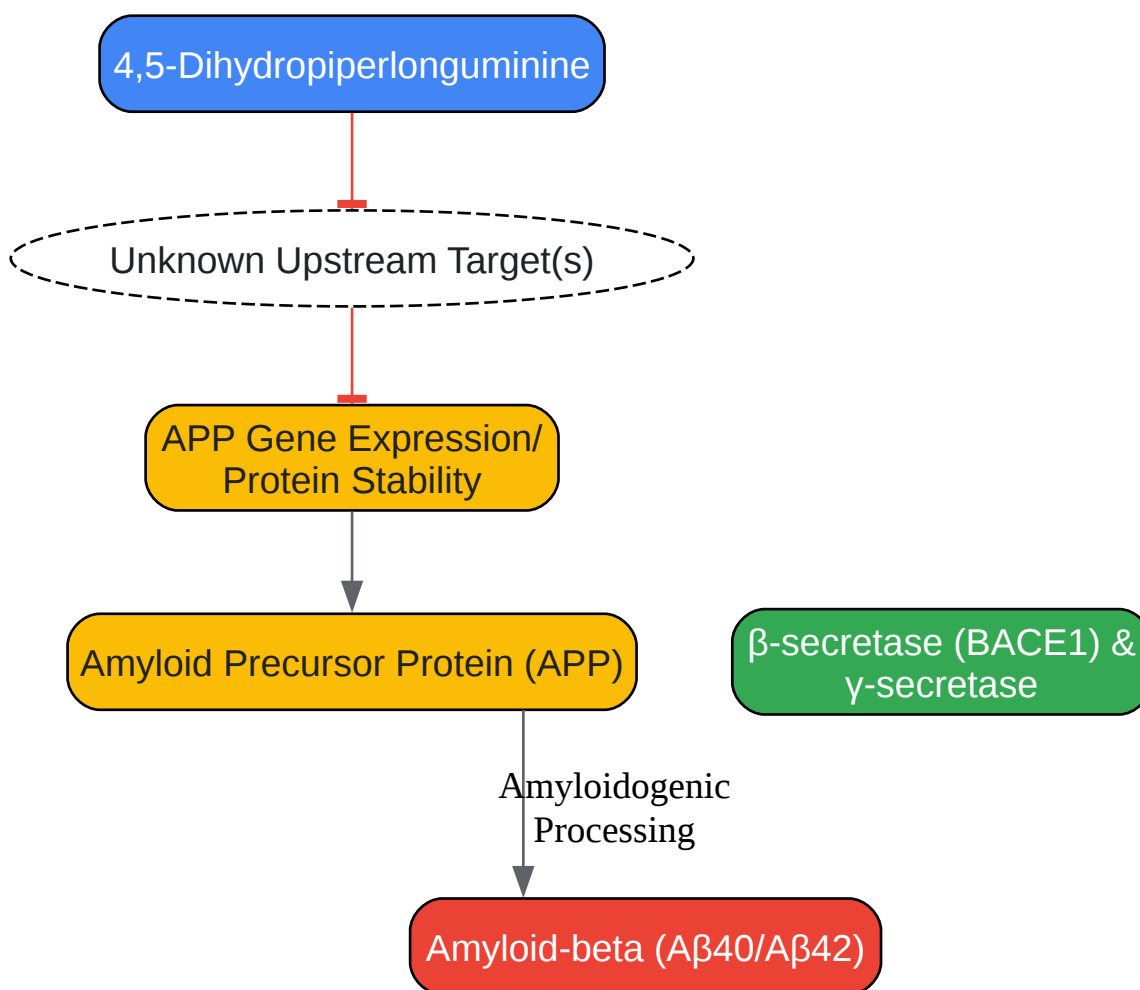 4,5-Dihydropiperlonguminine
Unknown Upstream Target(s)
APP Gene Expression/
Protein Stability
Amyloid Precursor Protein (APP)
β-secretase (BACE1) &
γ-secretase
Amyloidogenic
Processing
Amyloid-beta (Aβ40/Aβ42)